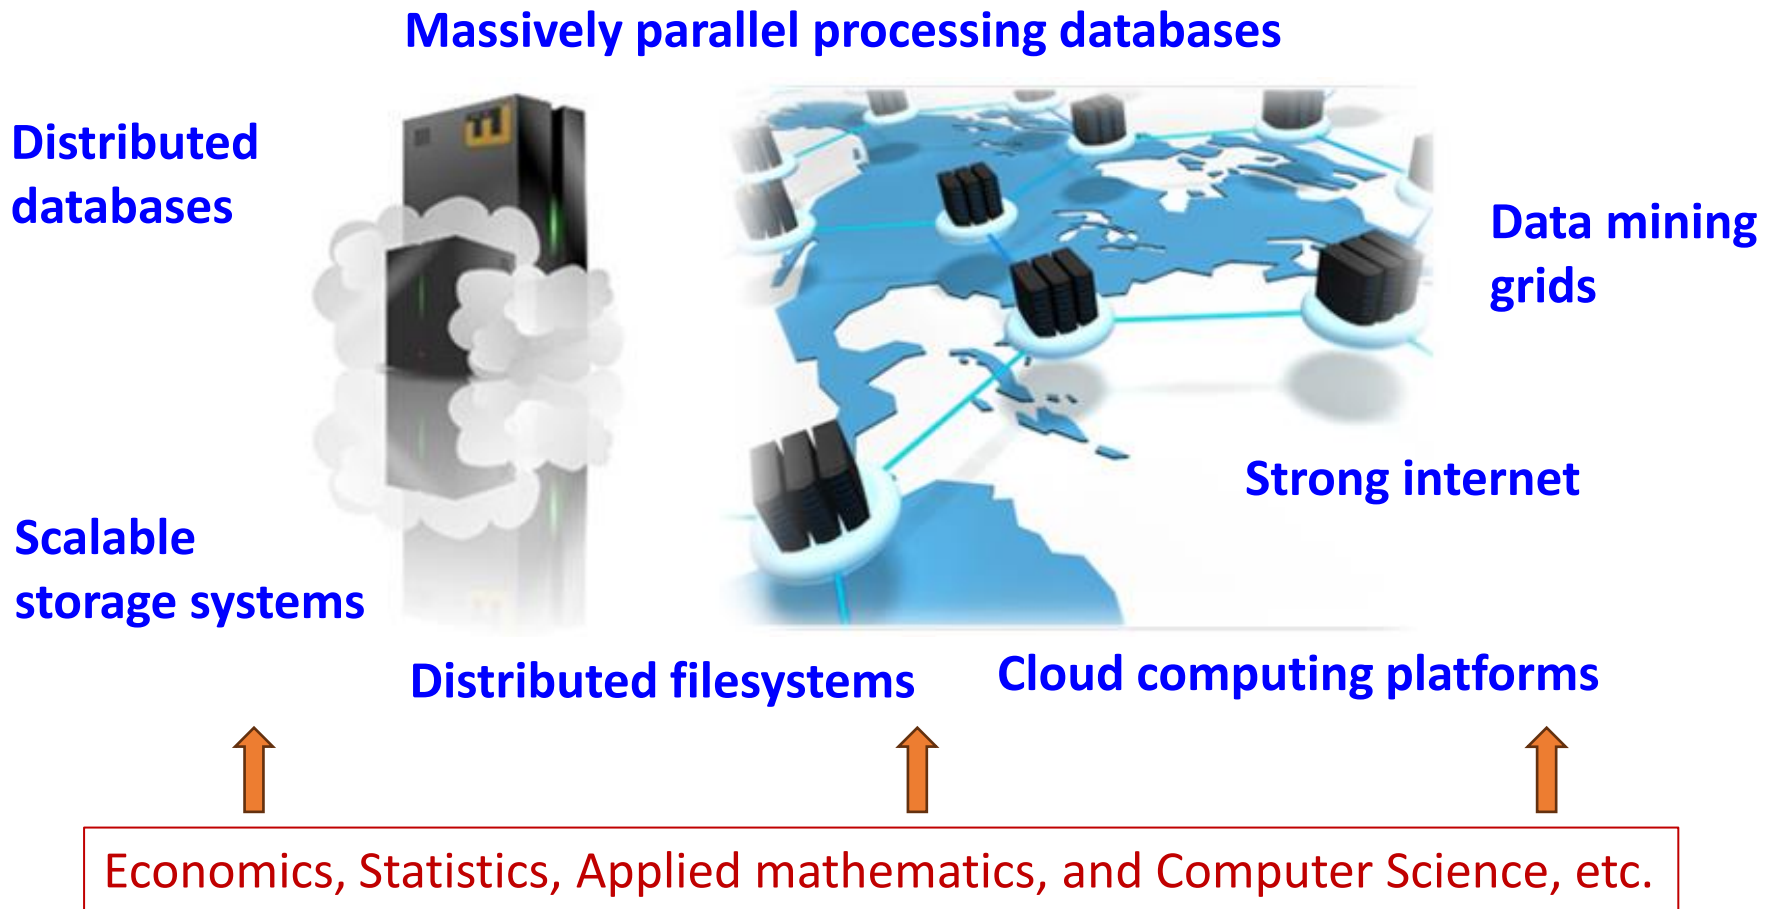 Massively parallel processing databases
Distributed
databases
Data mining
grids
Strong internet
Scalable
storage systems
Distributed filesystems
Cloud computing platforms
Economics, Statistics, Applied mathematics, and Computer Science, etc.